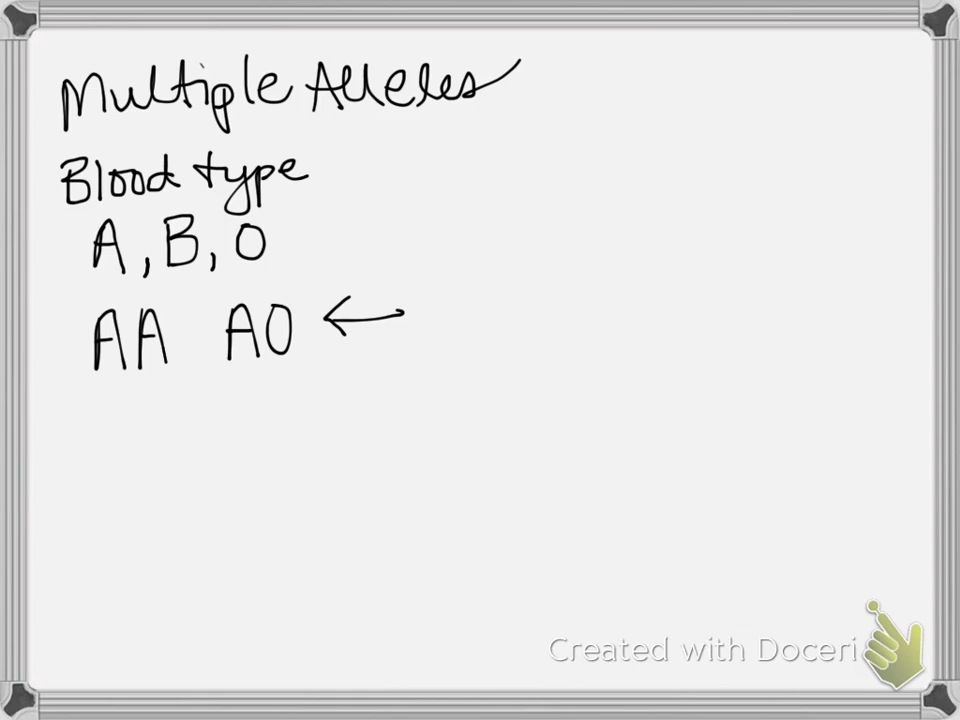 Multiple Alleles
Blood type
A, B, O
AA AO ←
Created with Doceri